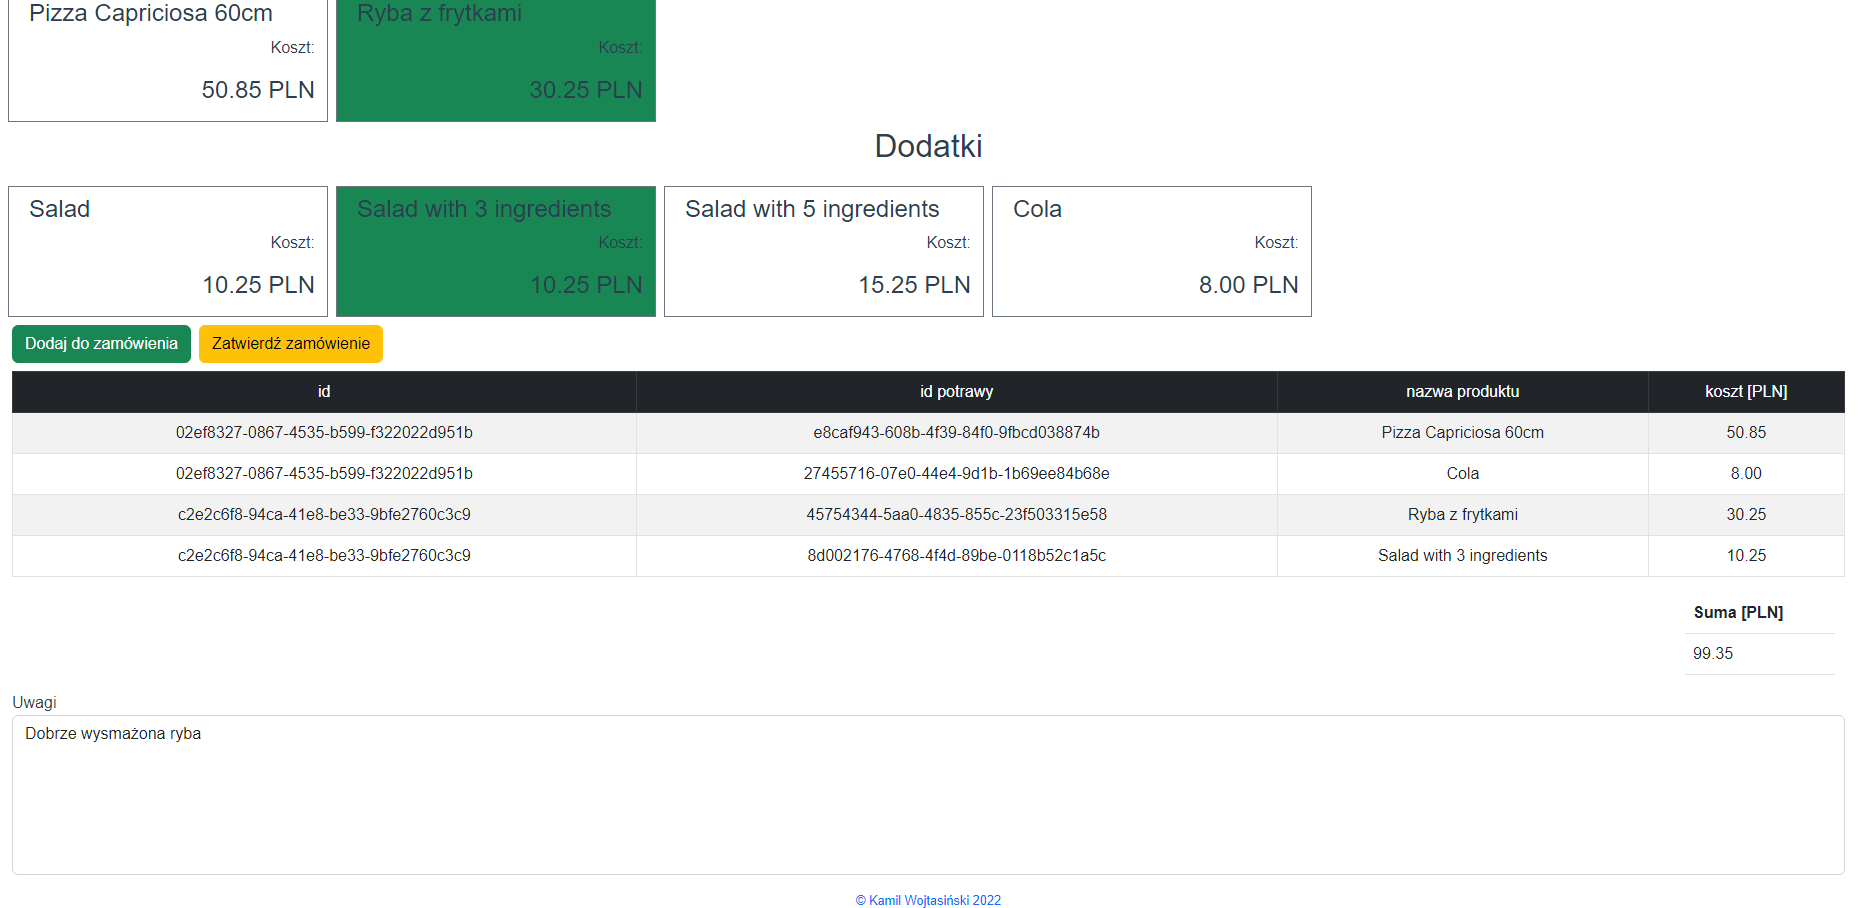 Pizza Capriciosa 60cm Ryba z frytkami
Koszt: Koszt:
50.85 PLN 30.25 PLN
Dodatki
Salad Salad with 3 ingredients Salad with 5 ingredients Cola
Koszt: Koszt: Koszt: Koszt:
10.25 PLN 10.25 PLN 15.25 PLN 8.00 PLN
Dodaj do zamówienia Zatwierdź zamówienie
id id potrawy nazwa produktu koszt [PLN]
02ef8327-0867-4535-b599-f322022d951b e8caf943-608b-4f39-84f0-9fbcd038874b Pizza Capriciosa 60cm 50.85
02ef8327-0867-4535-b599-f322022d951b 27455716-07e0-44e4-9d1b-1b69ee84b68e Cola 8.00
c2e2c6f8-94ca-41e8-be33-9bfe2760c3c9 45754344-5aa0-4835-855c-23f503315e58 Ryba z frytkami 30.25
c2e2c6f8-94ca-41e8-be33-9bfe2760c3c9 8d002176-4768-4f4d-89be-0118b52c1a5c Salad with 3 ingredients 10.25
Suma [PLN]
99.35
Uwagi
Dobrze wysmażona ryba
© Kamil Wojtasiński 2022